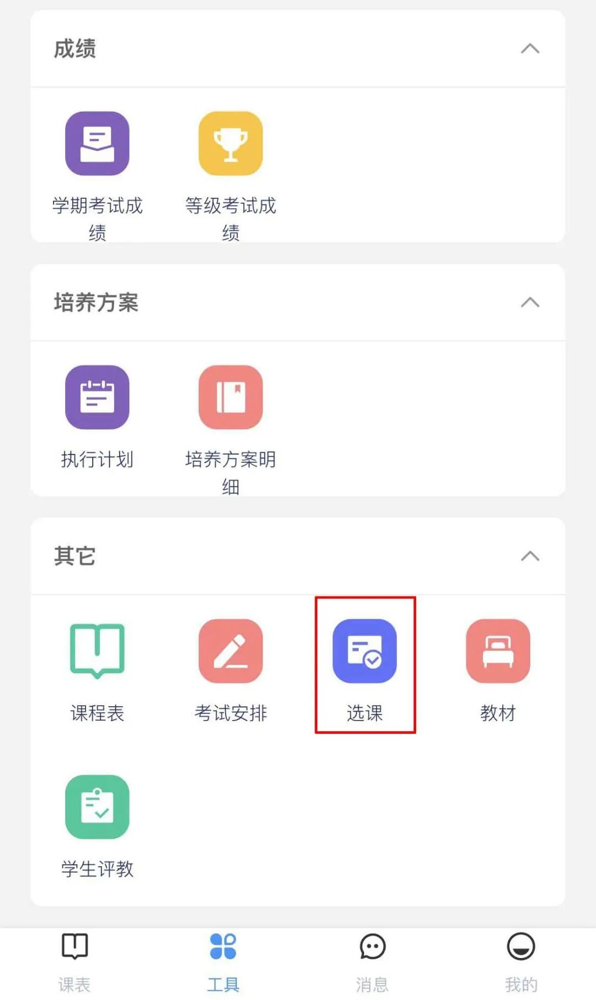 成绩
学期考试成
绩
等级考试成
绩
培养方案
执行计划
培养方案明
细
其它
课程表
考试安排
选课
教材
学生评教
课表
工具
消息
我的